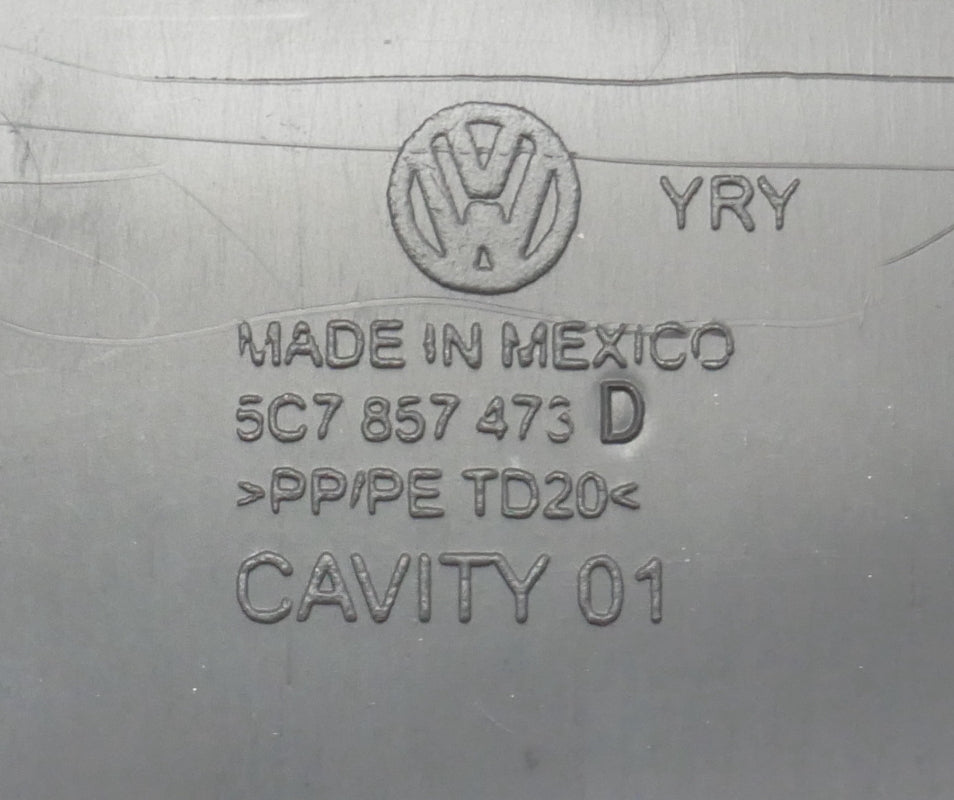 YRY
MADE IN MEXICO
5C7 857 473 D
>PP/PE TD20<
CAVITY 01